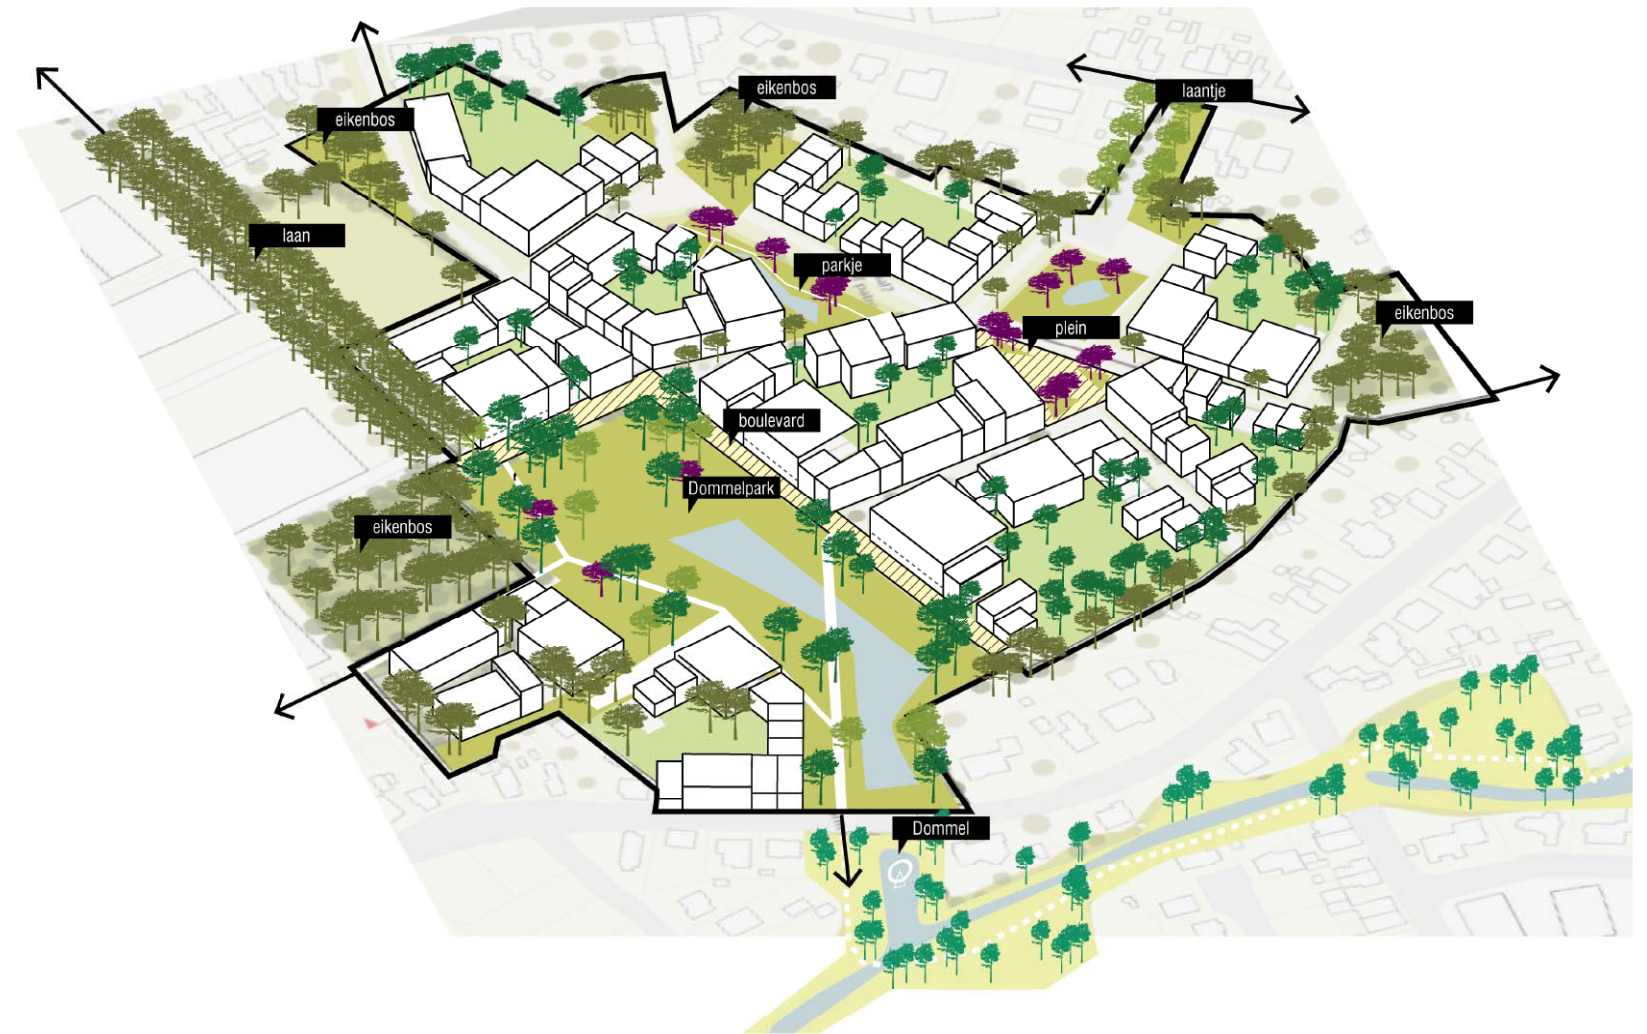 eikenbos
laantje
eikenbos
laan
parkje
eikenbos
plein
boulevard
Dommelpark
eikenbos
Dommel